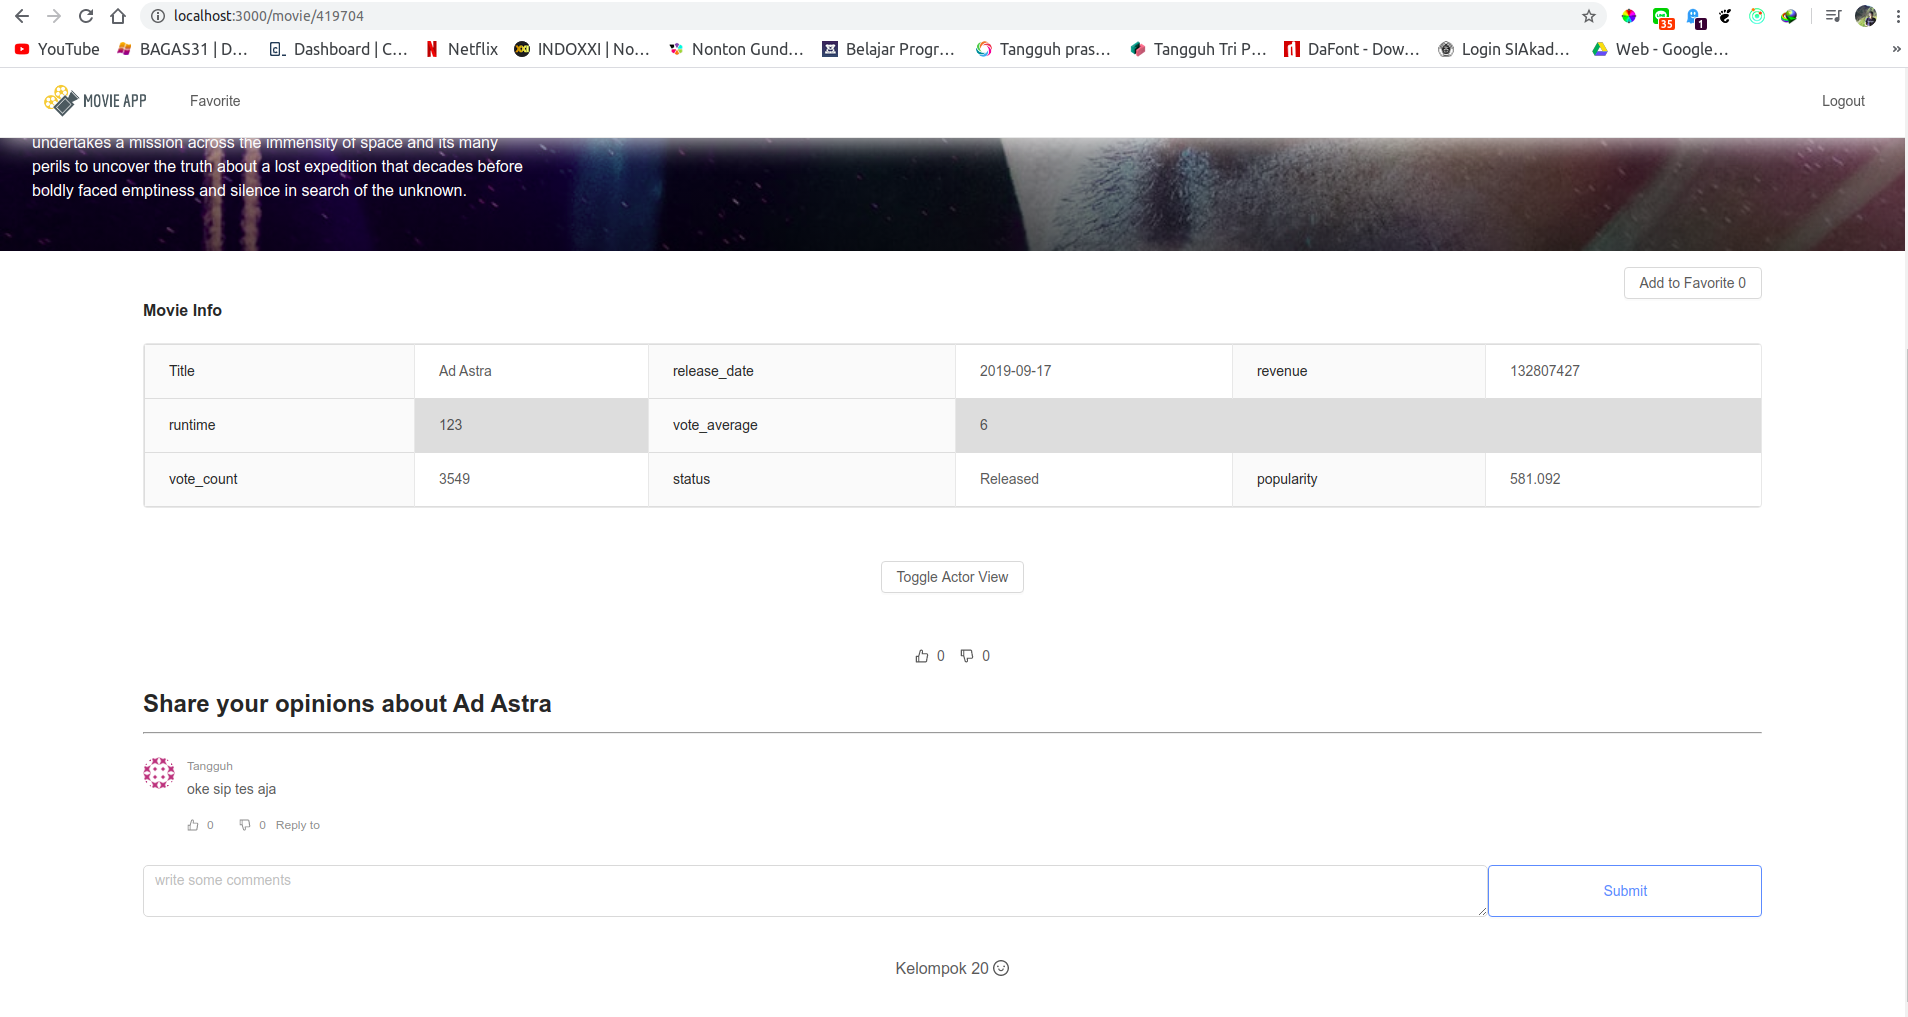 localhost:3000/movie/419704
35
1
YouTube
BAGAS31 | D...
Dashboard | C...
Netflix
INDOXXI | No...
Nonton Gund...
Belajar Progr...
Tangguh pras...
Tangguh Tri P...
DaFont - Dow...
Login SIAkad...
Web - Google...
»
MOVIE APP
Favorite
Logout
undertakes a mission across the immensity of space and its many
perils to uncover the truth about a lost expedition that decades before
boldly faced emptiness and silence in search of the unknown.
Add to Favorite 0
Movie Info
Title Ad Astra release_date 2019-09-17 revenue 132807427
runtime 123 vote_average 6
vote_count 3549 status Released popularity 581.092
Toggle Actor View
0 0
Share your opinions about Ad Astra
Tangguh
oke sip tes aja
0 0 Reply to
write some comments
Submit
Kelompok 20